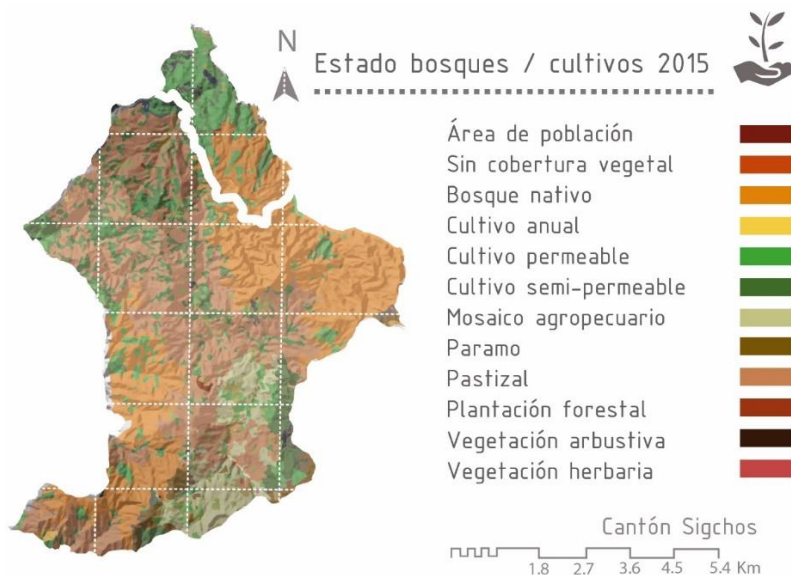 N
Estado bosques / cultivos 2015
Área de población
Sin cobertura vegetal
Bosque nativo
Cultivo anual
Cultivo permeable
Cultivo semi-permeable
Mosaico agropecuario
Paramo
Pastizal
Plantación forestal
Vegetación arbustiva
Vegetación herbaria
Cantón Sigchos
1.8 2.7 3.6 4.5 5.4 Km